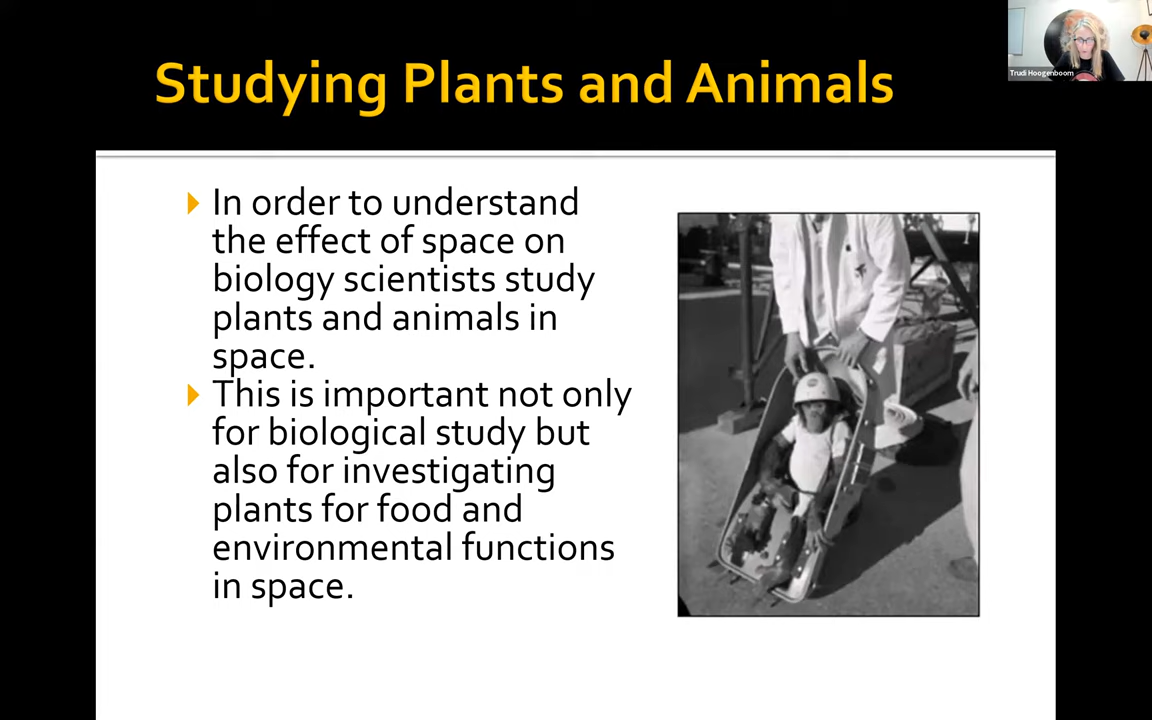 Studying Plants and Animals
Trudi Hoogenboom
In order to understand
the effect of space on
biology scientists study
plants and animals in
space.
This is important not only
for biological study but
also for investigating
plants for food and
environmental functions
in space.